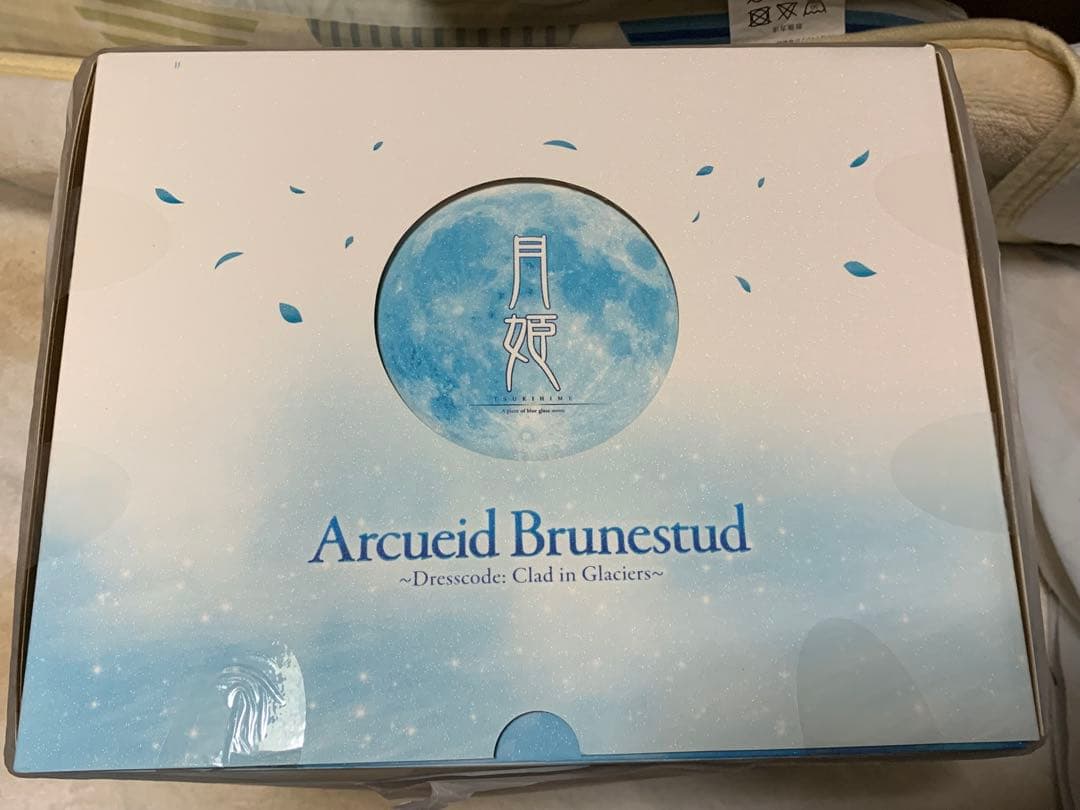 月姫
TSUKIHIME
A piece of blue glass moon
Arcueid Brunestud
~Dresscode: Clad in Glaciers~